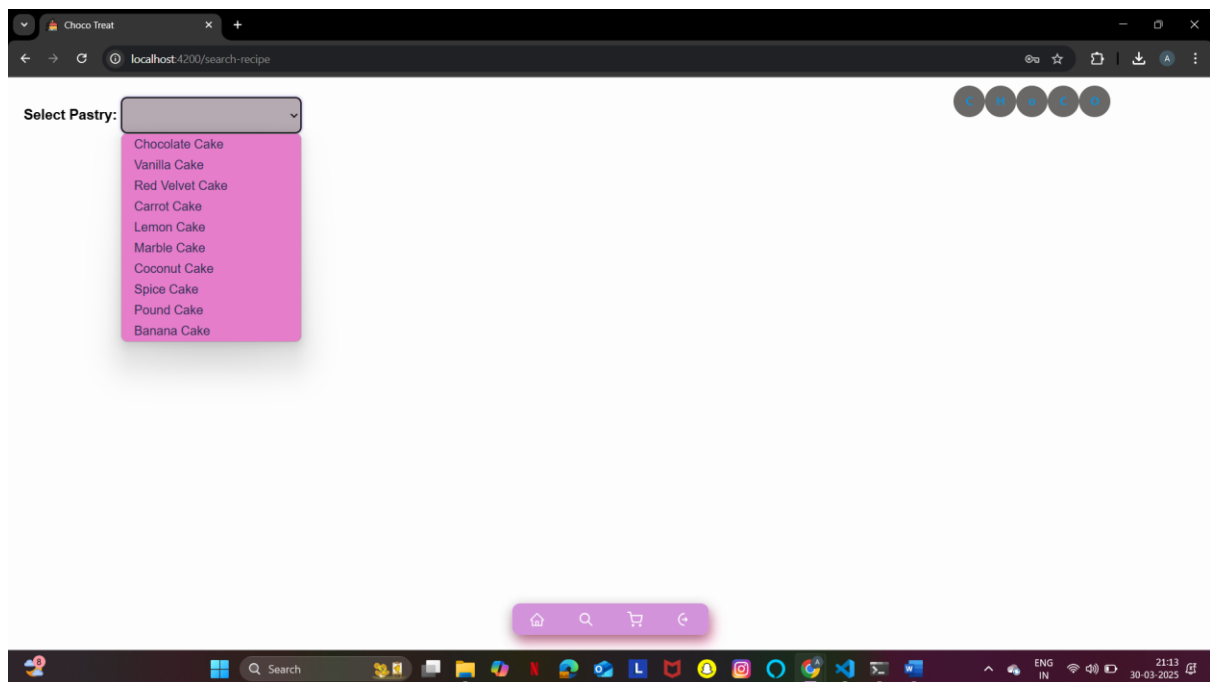 Choco Treat
localhost:4200/search-recipe
A
C H o C O
Select Pastry:
Chocolate Cake
Vanilla Cake
Red Velvet Cake
Carrot Cake
Lemon Cake
Marble Cake
Coconut Cake
Spice Cake
Pound Cake
Banana Cake
8
Search
N
L
W
ENG
IN
21:13
30-03-2025